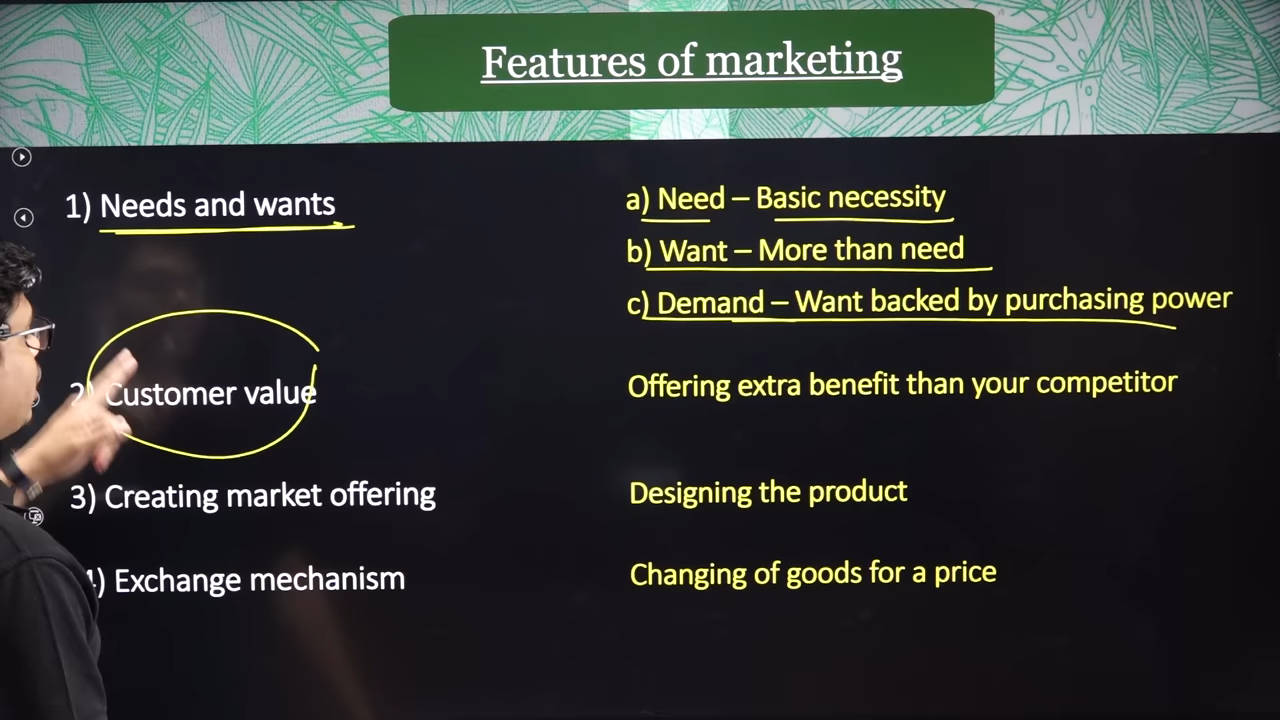 Features of marketing
1) Needs and wants
a) Need – Basic necessity
b) Want – More than need
c) Demand – Want backed by purchasing power
2) Customer value
Offering extra benefit than your competitor
3) Creating market offering
Designing the product
4) Exchange mechanism
Changing of goods for a price